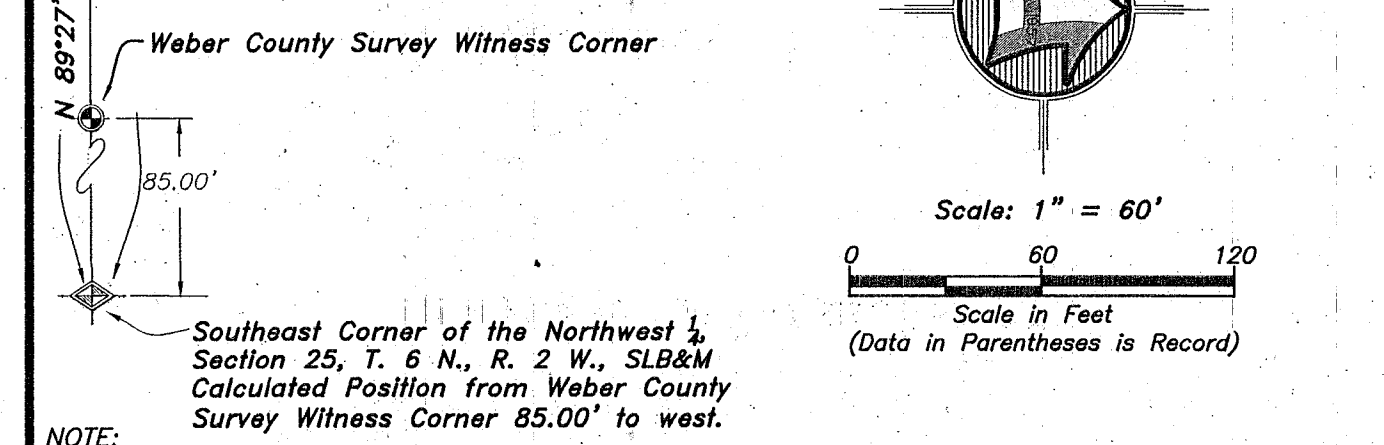 N 89°27'
Weber County Survey Witness Corner
85.00'
Scale: 1" = 60'
0 60 120
Scale in Feet
(Data in Parentheses is Record)
Southeast Corner of the Northwest ¼,
Section 25, T. 6 N., R. 2 W., SLB&M
Calculated Position from Weber County
Survey Witness Corner 85.00' to west.
NOTE: